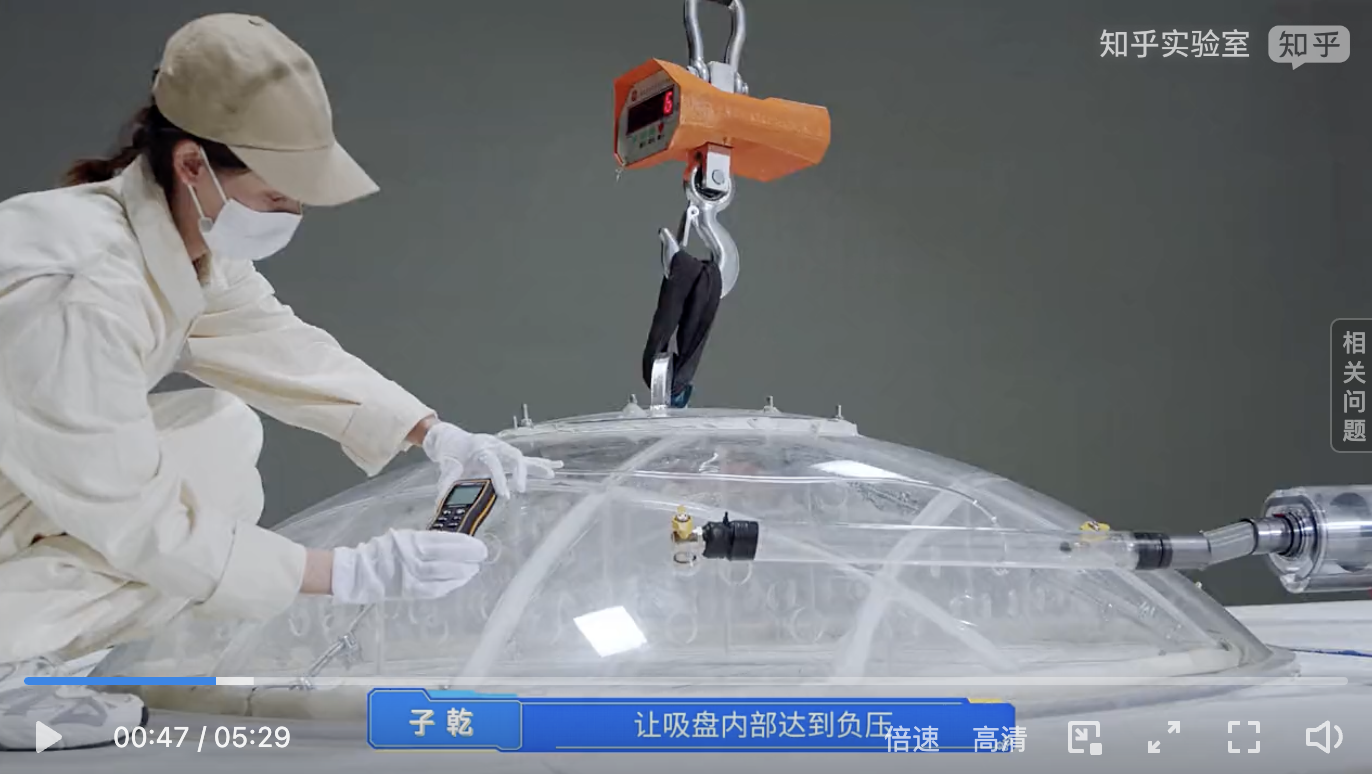 知乎实验室 知乎
6
相关问题
子乾 让吸盘内部达到负压
00:47 / 05:29 倍速 高清